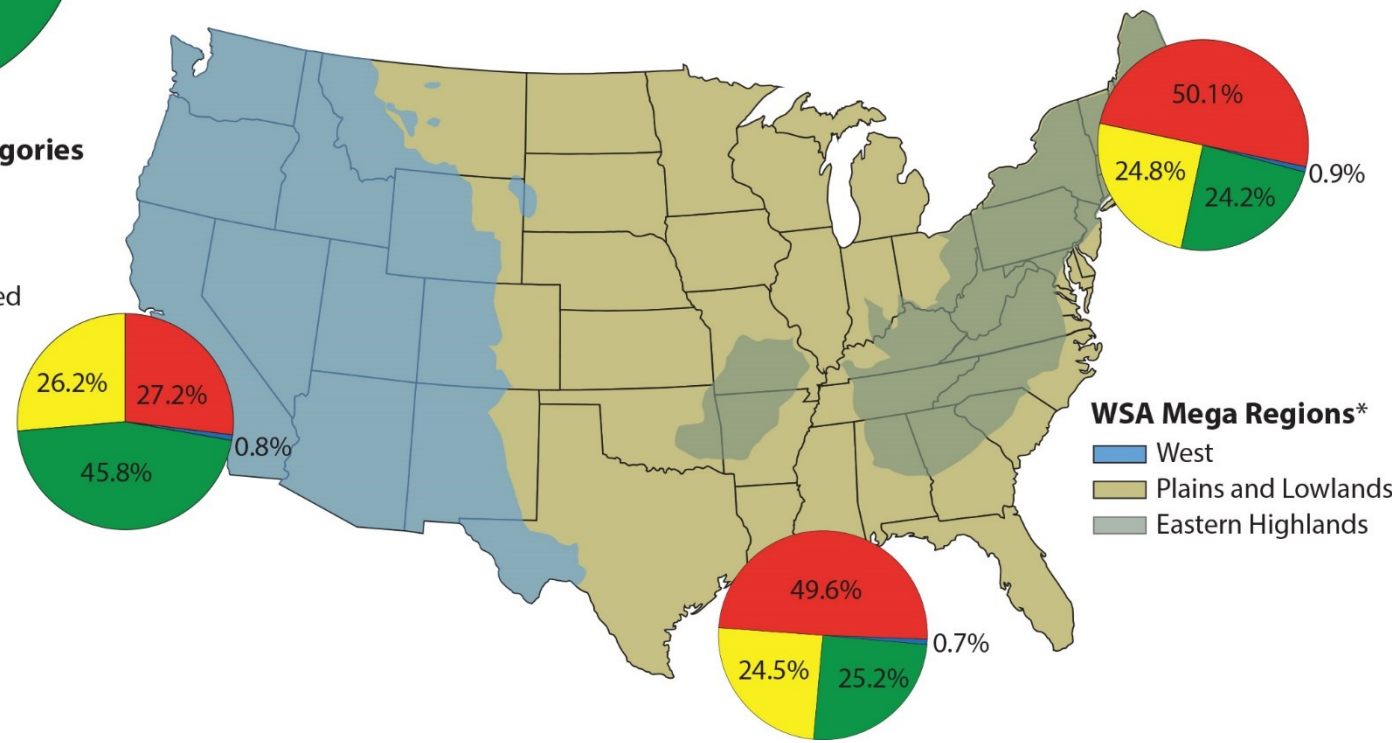 gories
ed
26.2%
27.2%
0.8%
45.8%
50.1%
24.8%
0.9%
24.2%
49.6%
0.7%
24.5%
25.2%
WSA Mega Regions*
West
Plains and Lowlands
Eastern Highlands